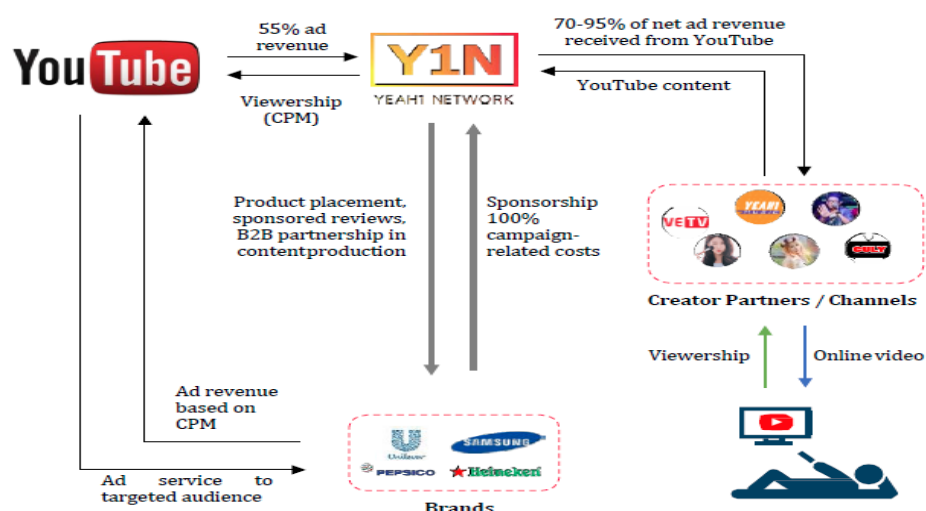 55% ad
revenue
70-95% of net ad revenue
received from YouTube
YouTube
Y1N
YEAH1 NETWORK
Viewership
(CPM)
YouTube content
Product placement,
sponsored reviews,
B2B partnership in
contentproduction
Sponsorship
100%
campaign-
related costs
VETV
YEAH1
CULT
Creator Partners / Channels
Viewership
Online video
Ad revenue
based on
CPM
Unilever
SAMSUNG
PEPSICO
Heineken
Ad service to
targeted audience
Brands